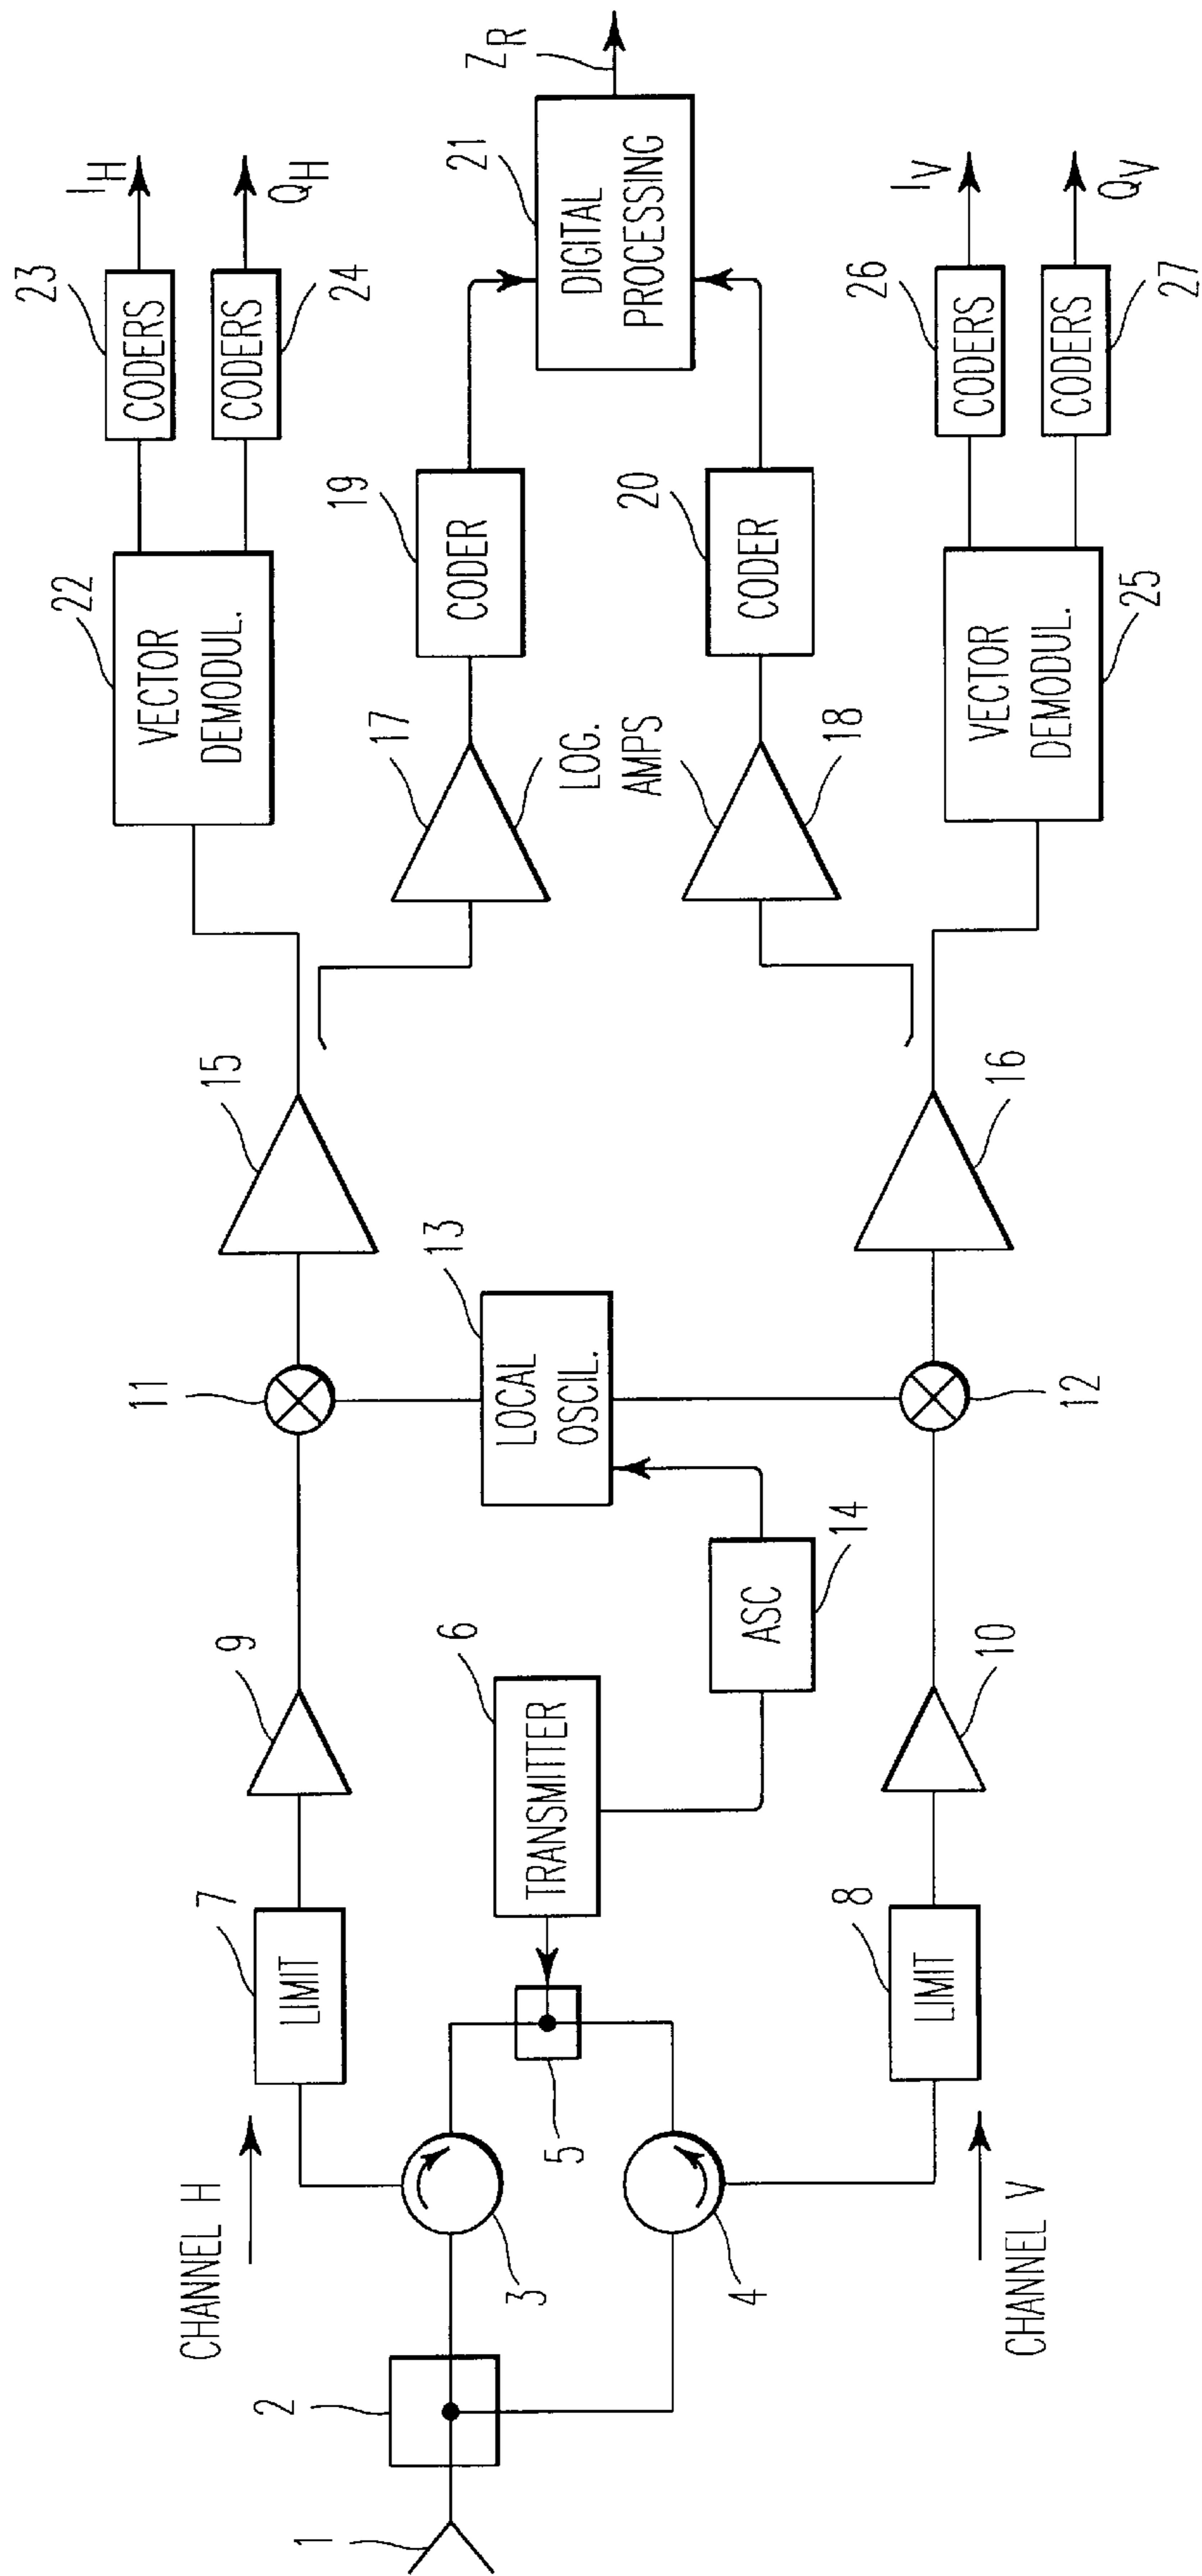 I_H
23
CODERS
Q_H
24
CODERS
22
VECTOR
DEMODUL.
Z_R
21
DIGITAL
PROCESSING
19
CODER
20
CODER
17
LOG.
AMPS
18
I_V
26
CODERS
Q_V
27
CODERS
25
VECTOR
DEMODUL.
15
16
11
13
LOCAL
OSCIL.
12
14
ASC
9
6
TRANSMITTER
10
7
LIMIT
8
LIMIT
5
CHANNEL H
3
4
CHANNEL V
2
1